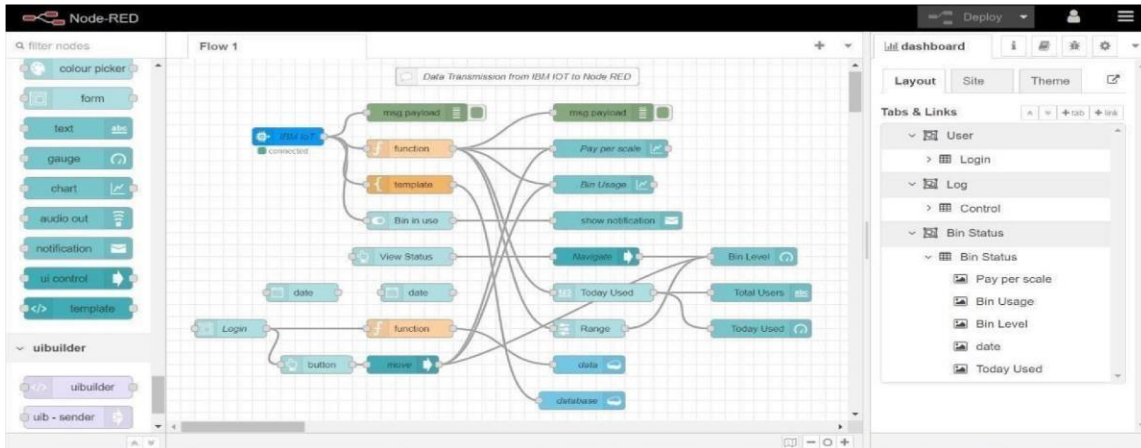 Node-RED
Deploy
filter nodes
colour picker
form
text
abc
gauge
chart
audio out
notification
ui control
template
uibuilder
uibuilder
uib - sender
Flow 1
Data Transmission from IBM IOT to Node RED
msg payload
msg payload
IBM IoT
connected
function
Pay per scale
template
Bin Usage
Bin in use
show notification
View Status
Navigate
Bin Level
date
date
Today Used
Total Users
abc
Login
function
Range
Today Used
button
move
data
database
dashboard
i
Layout
Site
Theme
Tabs & Links
+ tab
+ link
User
Login
Log
Control
Bin Status
Bin Status
Pay per scale
Bin Usage
Bin Level
date
Today Used